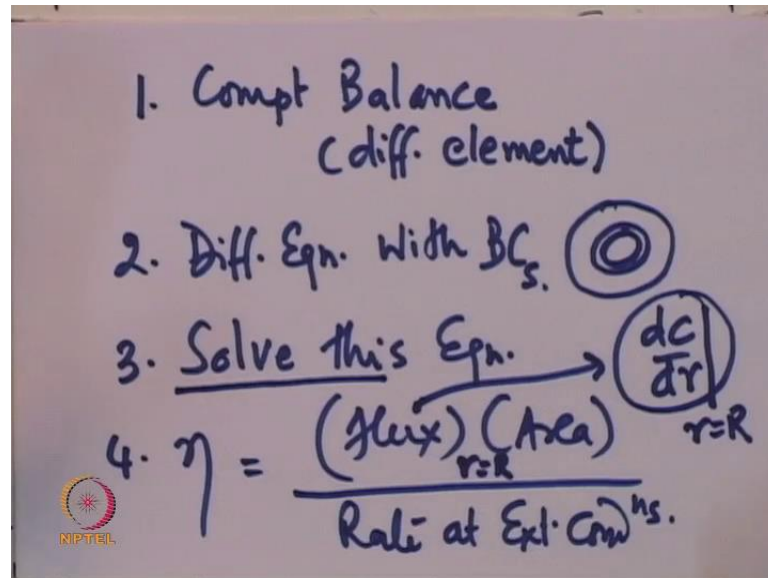 1. Compt Balance
(diff. element)
2. Diff. Eqn. With BCs.
3. Solve this Eqn.
dC/dr|r=R
4. η = (flux)r=R (Area)
Rate at Ext. Condns.
NPTEL